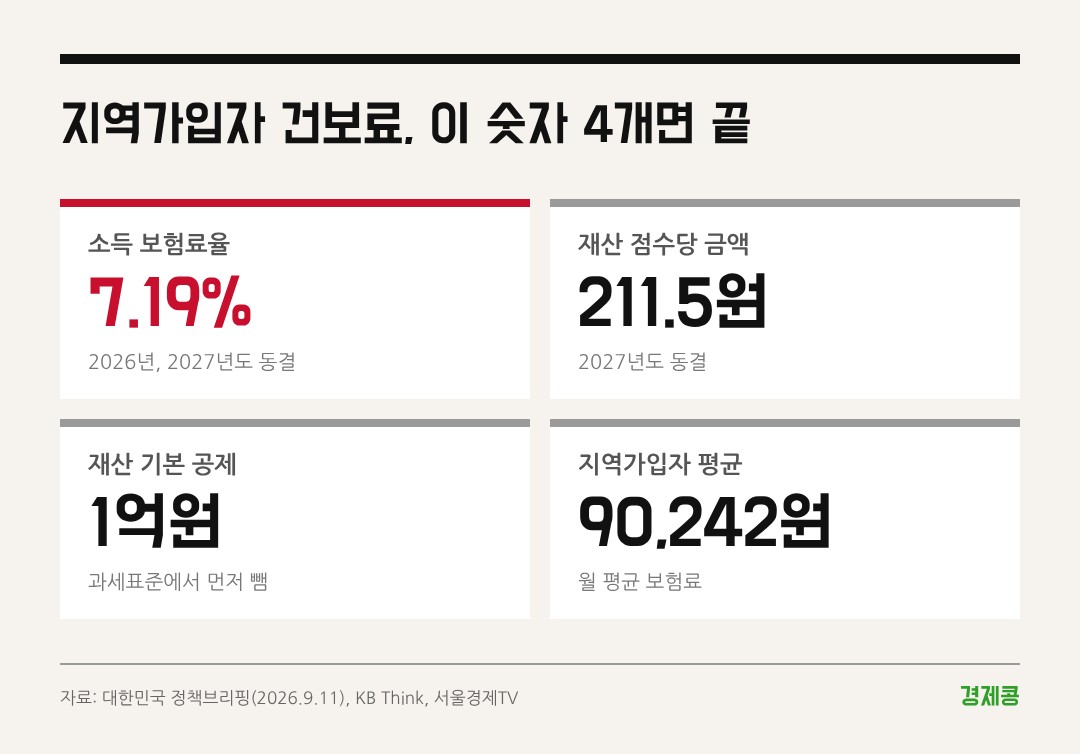 지역가입자 건보료, 이 숫자 4개면 끝
소득 보험료율
7.19%
2026년, 2027년도 동결
재산 점수당 금액
211.5원
2027년도 동결
재산 기본 공제
1억원
과세표준에서 먼저 뺌
지역가입자 평균
90,242원
월 평균 보험료
자료: 대한민국 정책브리핑(2026.9.11), KB Think, 서울경제TV
경제콩